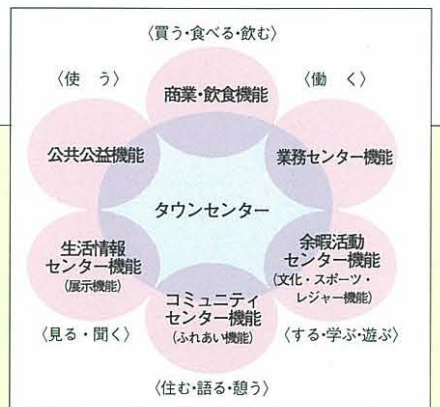 〈買う・食べる・飲む〉
商業・飲食機能
〈使　う〉
〈働　く〉
公共公益機能
業務センター機能
タウンセンター
生活情報
センター機能
(展示機能)
余暇活動
センター機能
(文化・スポーツ・
レジャー機能)
コミュニティ
センター機能
(ふれあい機能)
〈見る・聞く〉
〈する・学ぶ・遊ぶ〉
〈住む・語る・憩う〉